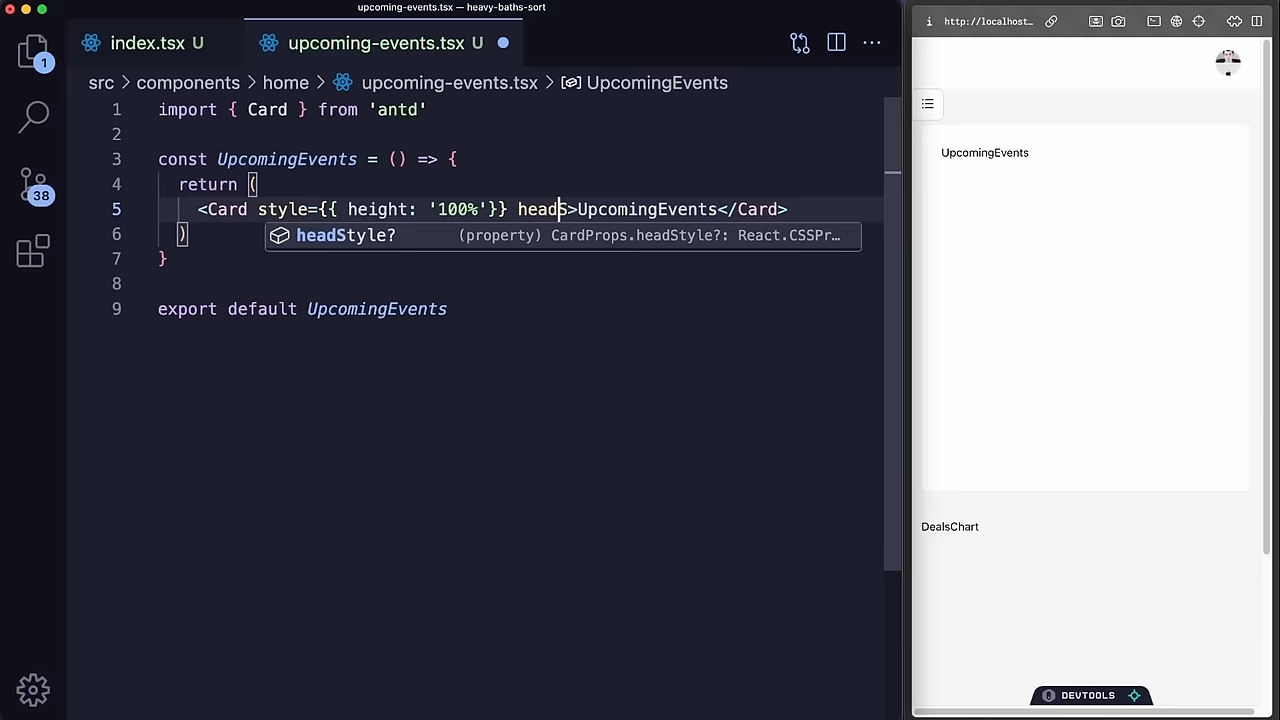 upcoming-events.tsx — heavy-baths-sort
index.tsx U
upcoming-events.tsx U
src > components > home > upcoming-events.tsx > UpcomingEvents
1 import { Card } from 'antd'
2
3 const UpcomingEvents = () => {
4 return (
5 <Card style={{ height: '100%'}} headS>UpcomingEvents</Card>
headStyle? (property) CardProps.headStyle?: React.CSSPr…
6 )
7 }
8
9 export default UpcomingEvents
1
38
http://localhost…
UpcomingEvents
DealsChart
DEVTOOLS